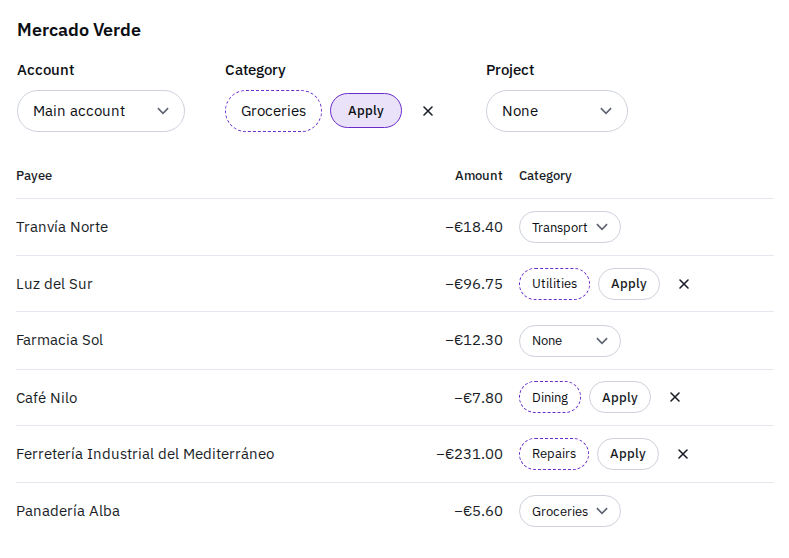 Mercado Verde
Account Category Project
Main account Groceries Apply None
Payee Amount Category
Tranvía Norte −€18.40 Transport
Luz del Sur −€96.75 Utilities Apply
Farmacia Sol −€12.30 None
Café Nilo −€7.80 Dining Apply
Ferretería Industrial del Mediterráneo −€231.00 Repairs Apply
Panadería Alba −€5.60 Groceries